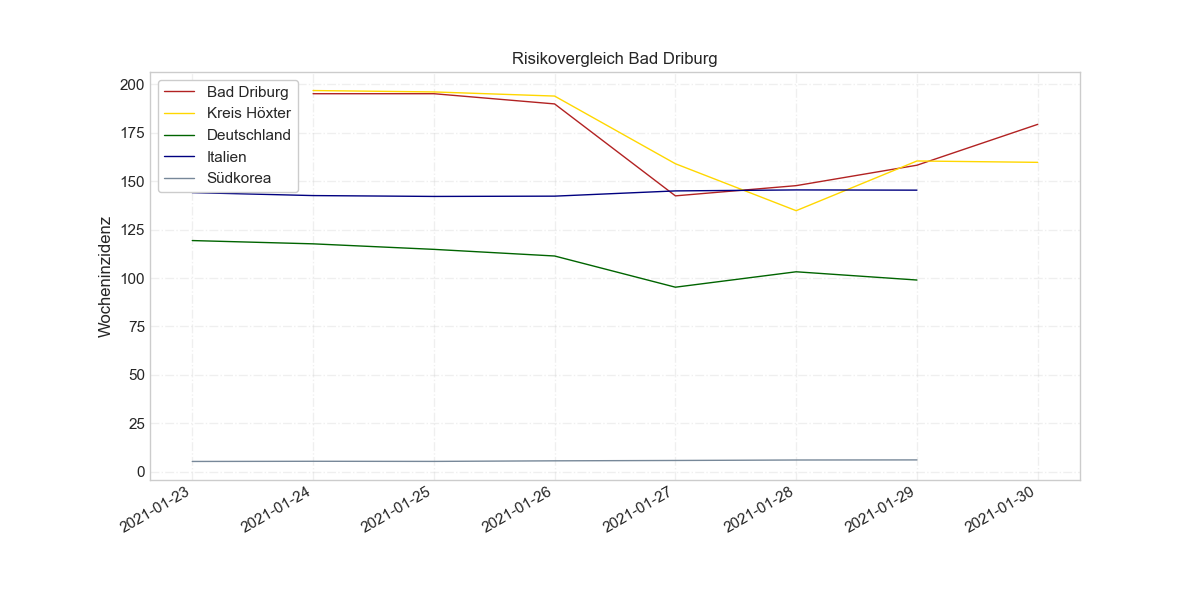 Risikovergleich Bad Driburg
Bad Driburg
Kreis Höxter
Deutschland
Italien
Südkorea
Wocheninzidenz
200
175
150
125
100
75
50
25
0
2021-01-23
2021-01-24
2021-01-25
2021-01-26
2021-01-27
2021-01-28
2021-01-29
2021-01-30